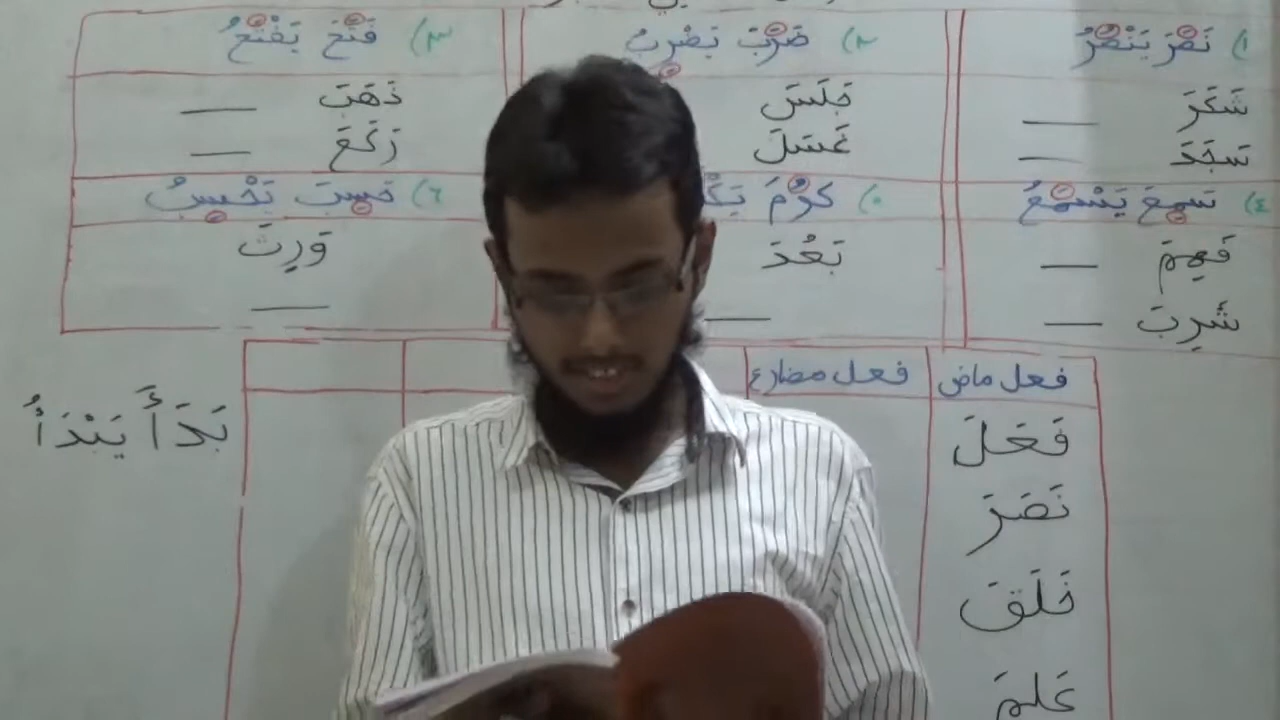 ١) نَصَرَ يَنْصُرُ
شَعَرَ
سَجَدَ
٢) ضَرَبَ يَضْرِبُ
جَلَسَ
غَسَلَ
٣) فَتَحَ يَفْتَحُ
ذَهَبَ
رَكَعَ
٤) سَمِعَ يَسْمَعُ
فَهِمَ
شَرِبَ
٥) كَرُمَ
بَعُدَ
٦) حَسِبَ يَحْسِبُ
وَرِثَ
فعل ماض
فعل مضارع
فَعَلَ
نَصَرَ
خَلَقَ
عَلِمَ
بَدَأَ يَبْدَأُ